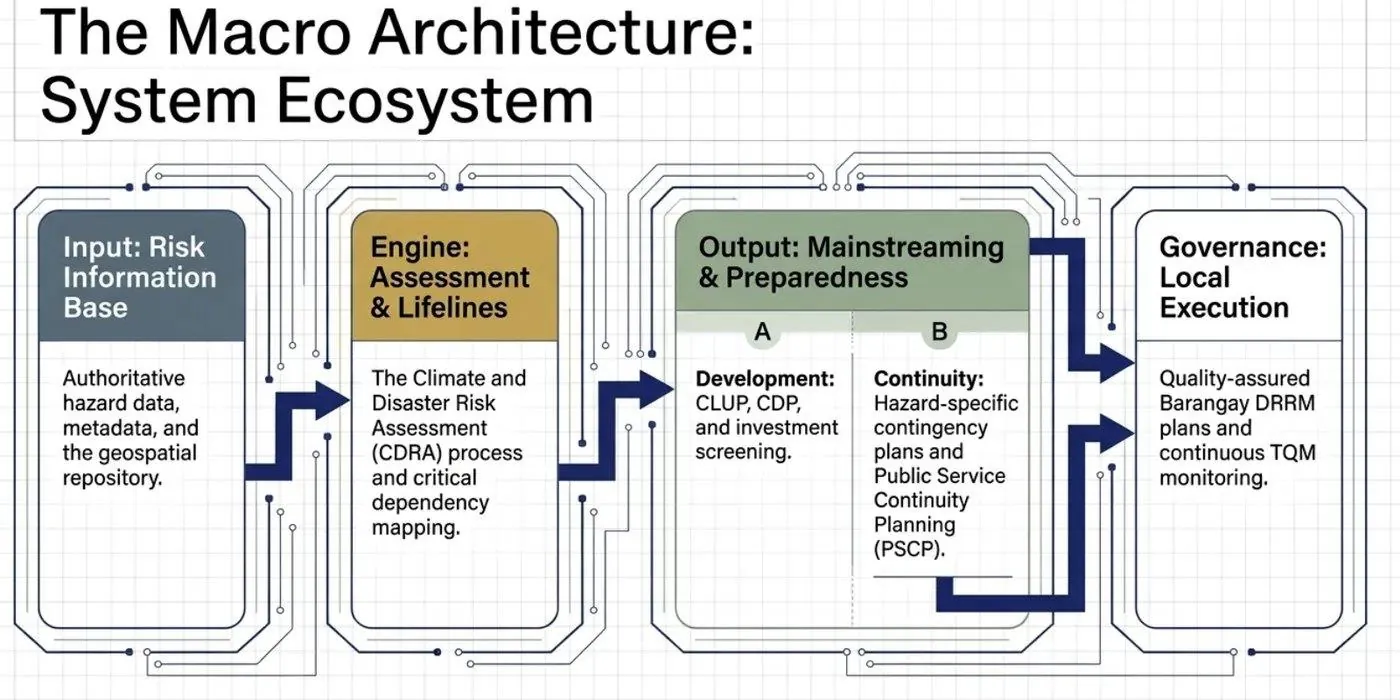 The Macro Architecture:
System Ecosystem
Input: Risk
Information
Base
Authoritative
hazard data,
metadata, and
the geospatial
repository.
Engine:
Assessment
& Lifelines
The Climate and
Disaster Risk
Assessment
(CDRA) process
and critical
dependency
mapping.
Output: Mainstreaming
& Preparedness
A
Development:
CLUP, CDP,
and investment
screening.
B
Continuity:
Hazard-specific
contingency
plans and
Public Service
Continuity
Planning
(PSCP).
Governance:
Local
Execution
Quality-assured
Barangay DRRM
plans and
continuous TQM
monitoring.